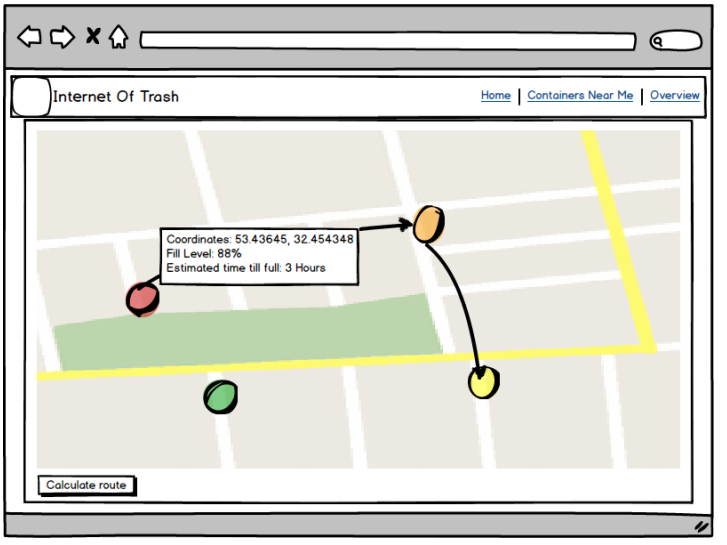 Internet Of Trash
Home | Containers Near Me | Overview
Coordinates: 53.43645, 32.454348
Fill Level: 88%
Estimated time till full: 3 Hours
Calculate route